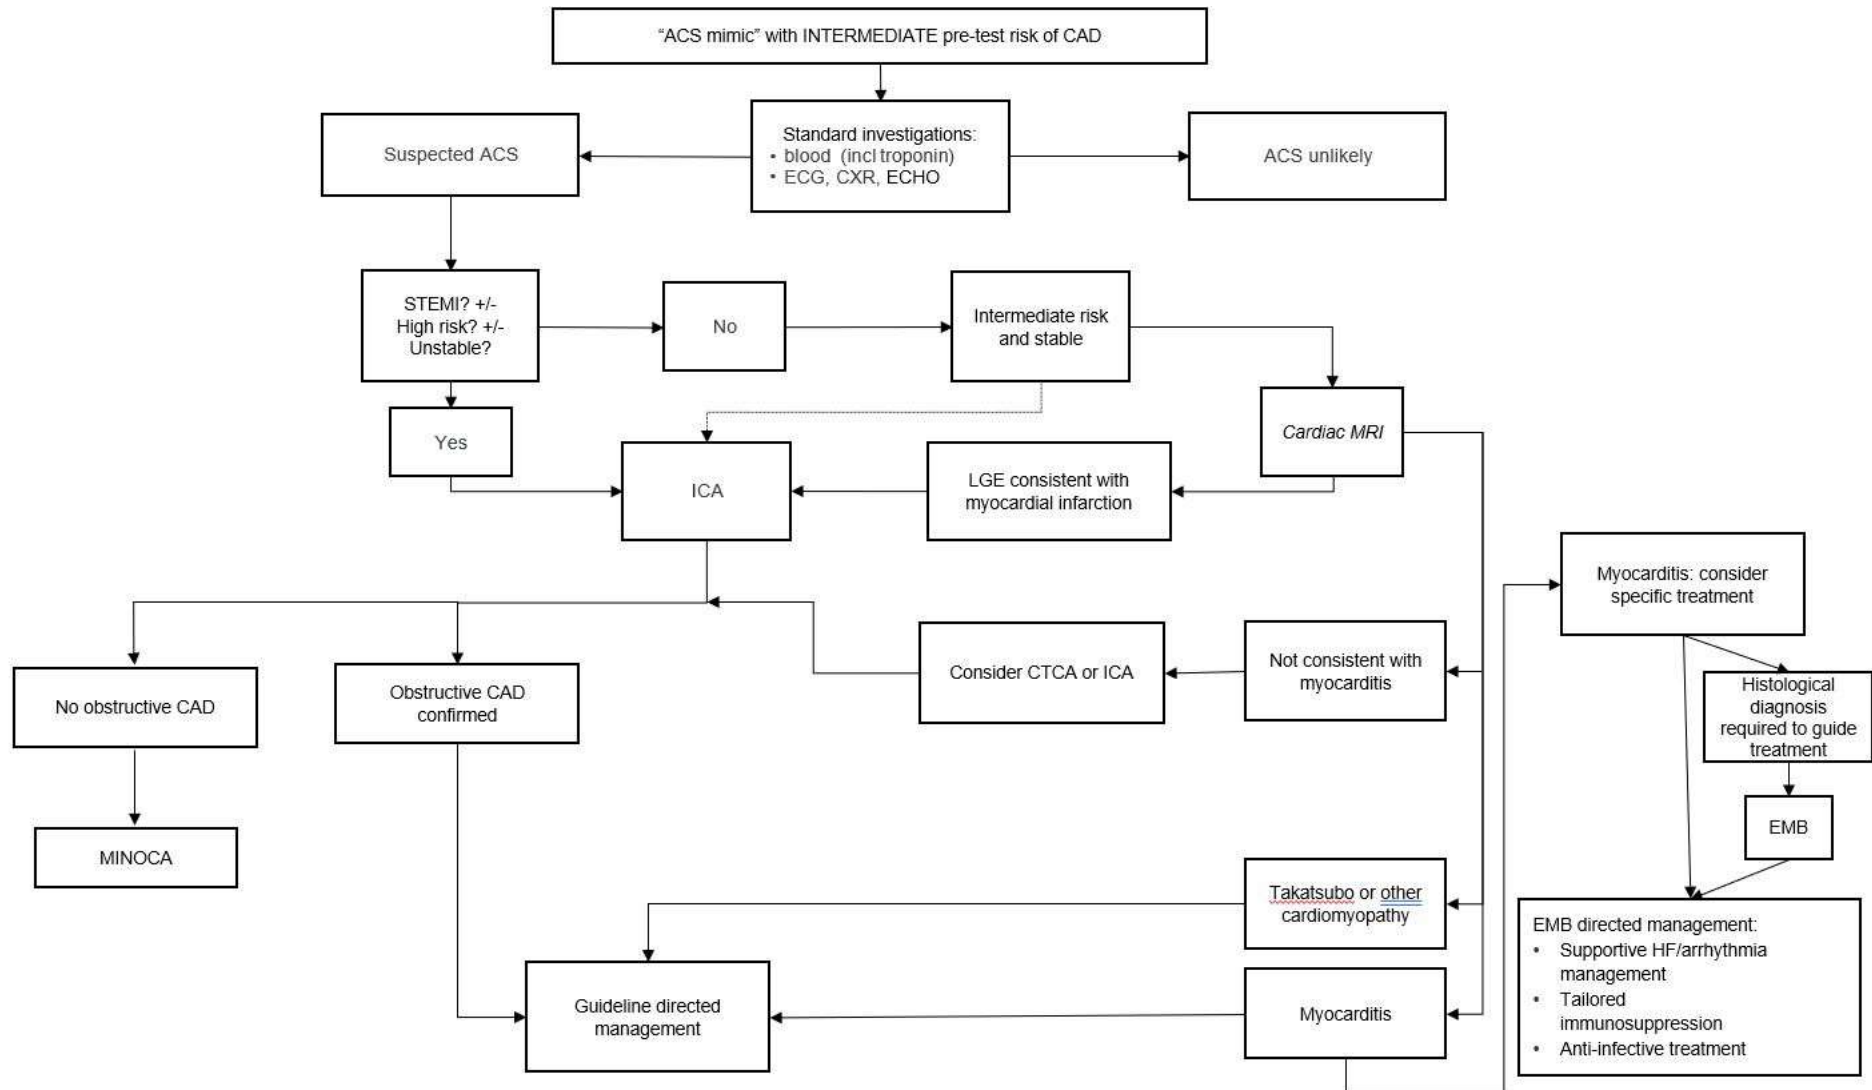 “ACS mimic” with INTERMEDIATE pre-test risk of CAD
Suspected ACS
Standard investigations:
• blood (incl troponin)
• ECG, CXR, ECHO
ACS unlikely
STEMI? +/-
High risk? +/-
Unstable?
No
Intermediate risk
and stable
Yes
ICA
LGE consistent with
myocardial infarction
Cardiac MRI
Myocarditis: consider
specific treatment
No obstructive CAD
Obstructive CAD
confirmed
Consider CTCA or ICA
Not consistent with
myocarditis
Histological
diagnosis
required to guide
treatment
MINOCA
EMB
Takatsubo or other
cardiomyopathy
Guideline directed
management
Myocarditis
EMB directed management:
• Supportive HF/arrhythmia
management
• Tailored
immunosuppression
• Anti-infective treatment